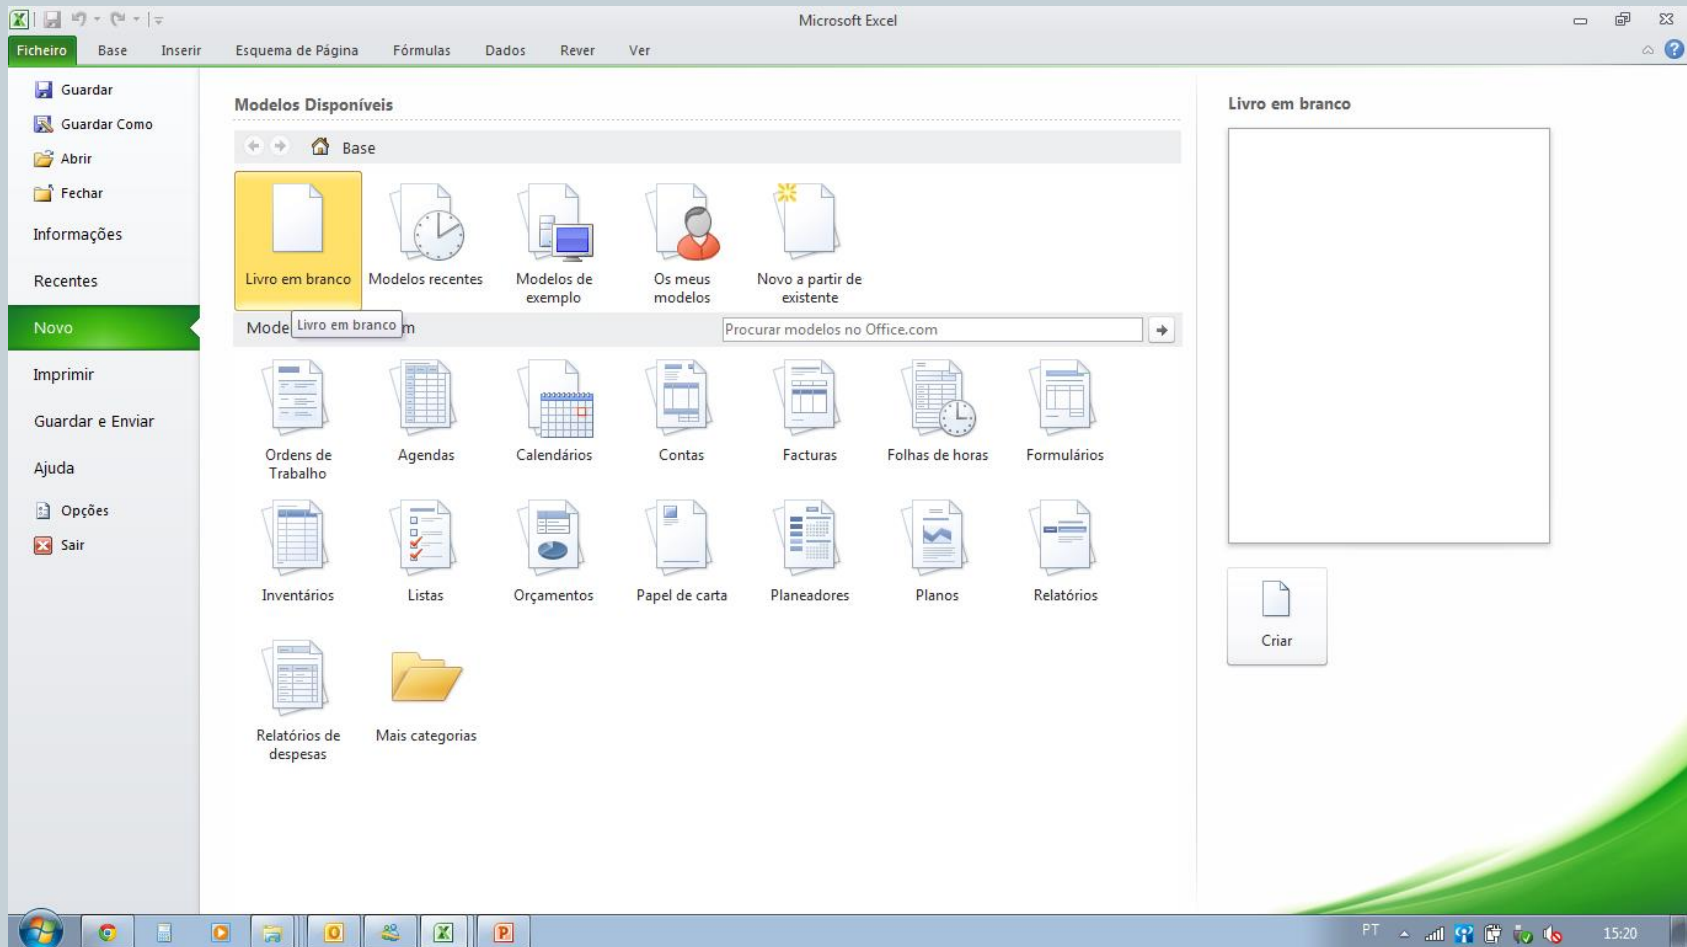 Microsoft Excel
Ficheiro Base Inserir Esquema de Página Fórmulas Dados Rever Ver
Guardar
Guardar Como
Abrir
Fechar
Informações
Recentes
Novo
Imprimir
Guardar e Enviar
Ajuda
Opções
Sair
Modelos Disponíveis
Base
Livro em branco
Modelos recentes
Modelos de
exemplo
Os meus
modelos
Novo a partir de
existente
Livro em branco
Procurar modelos no Office.com
Ordens de
Trabalho
Agendas
Calendários
Contas
Facturas
Folhas de horas
Formulários
Inventários
Listas
Orçamentos
Papel de carta
Planeadores
Planos
Relatórios
Relatórios de
despesas
Mais categorias
Livro em branco
Criar
PT
15:20